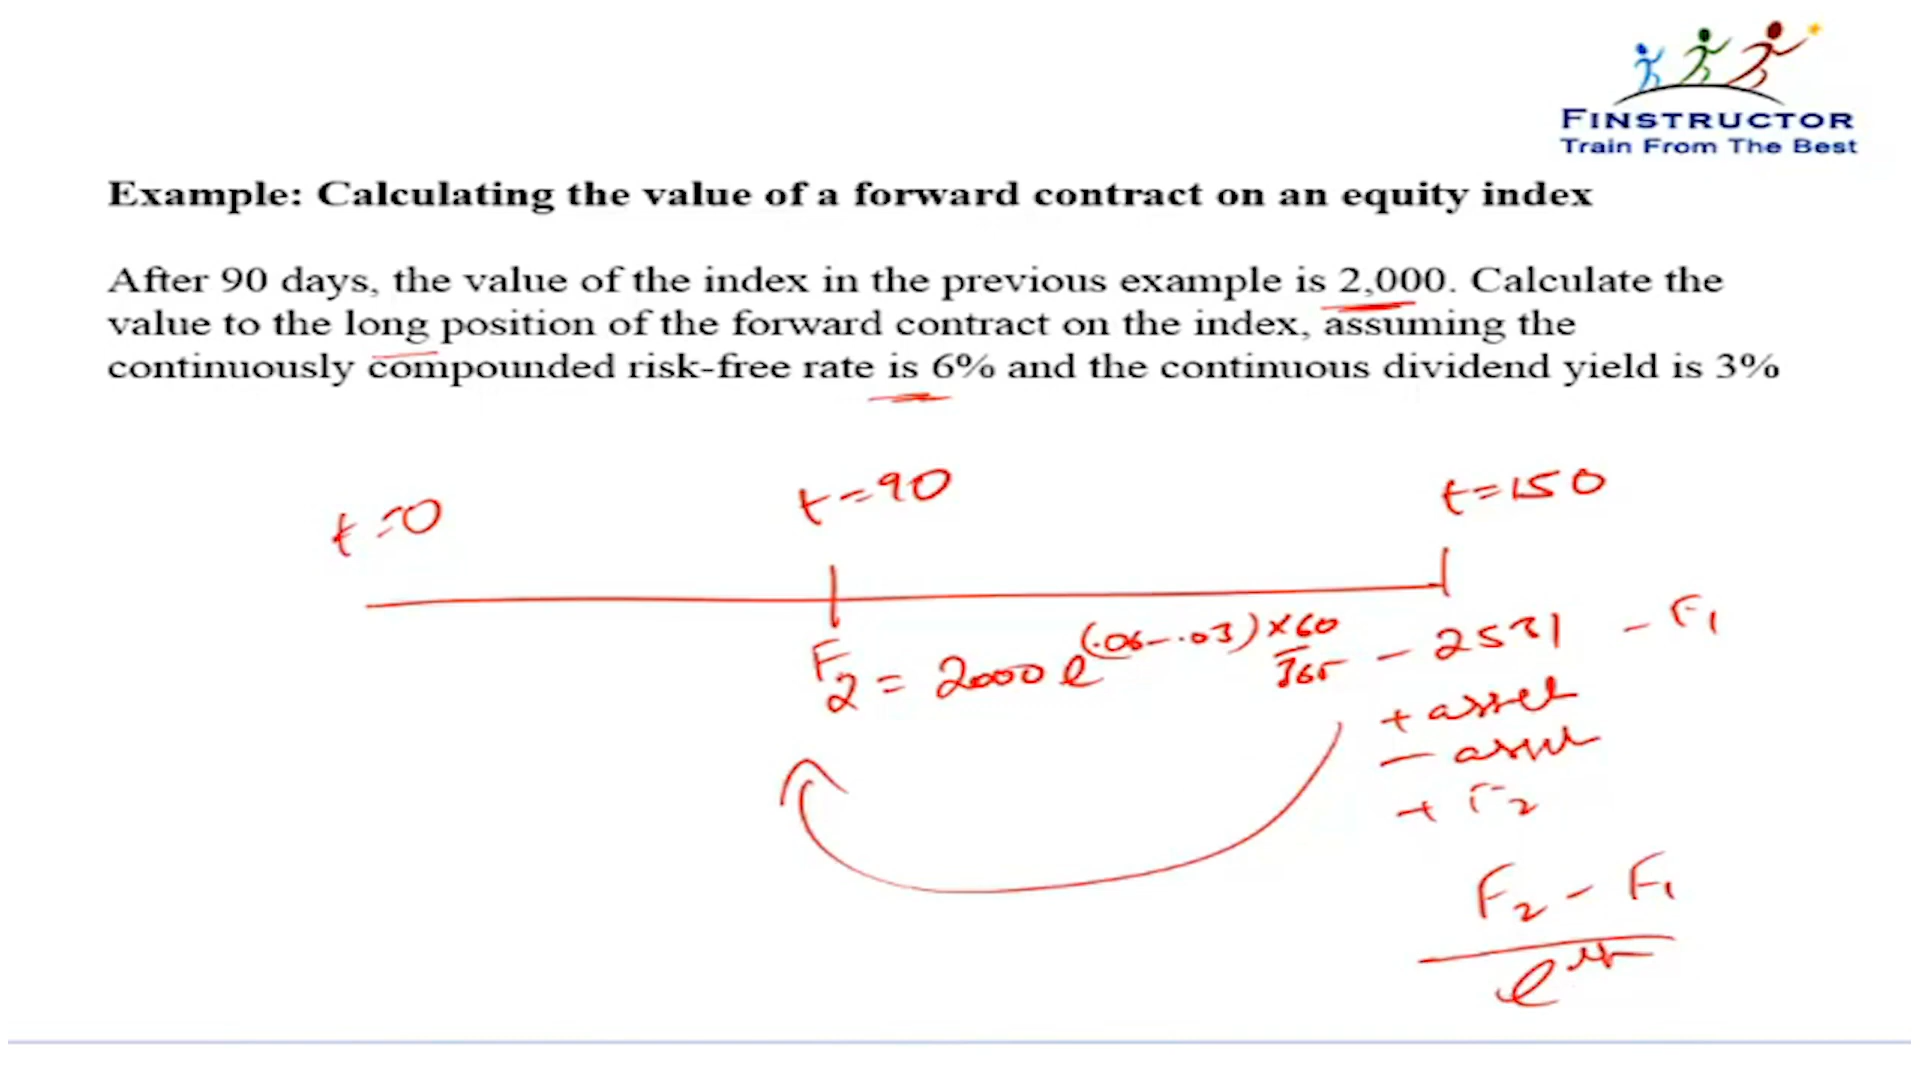 FINSTRUCTOR
Train From The Best
Example: Calculating the value of a forward contract on an equity index
After 90 days, the value of the index in the previous example is 2,000. Calculate the
value to the long position of the forward contract on the index, assuming the
continuously compounded risk-free rate is 6% and the continuous dividend yield is 3%
t=0
t=90
t=150
F2 = 2000 e^(.06-.03)×60/365 - 2531 - F1
+ asset
- asset
+ F2
F2 - F1
e^rt